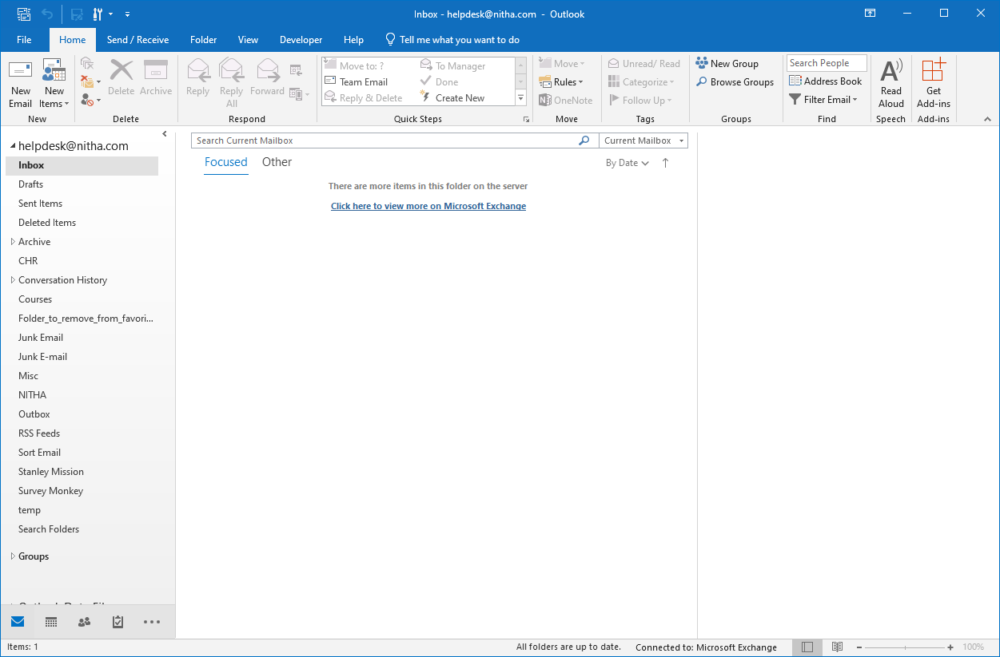 Inbox - helpdesk@nitha.com - Outlook
File Home Send / Receive Folder View Developer Help Tell me what you want to do
New Email
New Items
New
Delete
Archive
Delete
Reply
Reply All
Forward
Respond
Move to: ?
To Manager
Team Email
Done
Reply & Delete
Create New
Quick Steps
Move
Rules
OneNote
Move
Unread/ Read
Categorize
Follow Up
Tags
New Group
Browse Groups
Groups
Search People
Address Book
Filter Email
Find
Read Aloud
Speech
Get Add-ins
Add-ins
helpdesk@nitha.com
Inbox
Drafts
Sent Items
Deleted Items
Archive
CHR
Conversation History
Courses
Folder_to_remove_from_favori...
Junk Email
Junk E-mail
Misc
NITHA
Outbox
RSS Feeds
Sort Email
Stanley Mission
Survey Monkey
temp
Search Folders
Groups
Search Current Mailbox
Current Mailbox
Focused Other
By Date
There are more items in this folder on the server
Click here to view more on Microsoft Exchange
Items: 1
All folders are up to date.
Connected to: Microsoft Exchange
100%